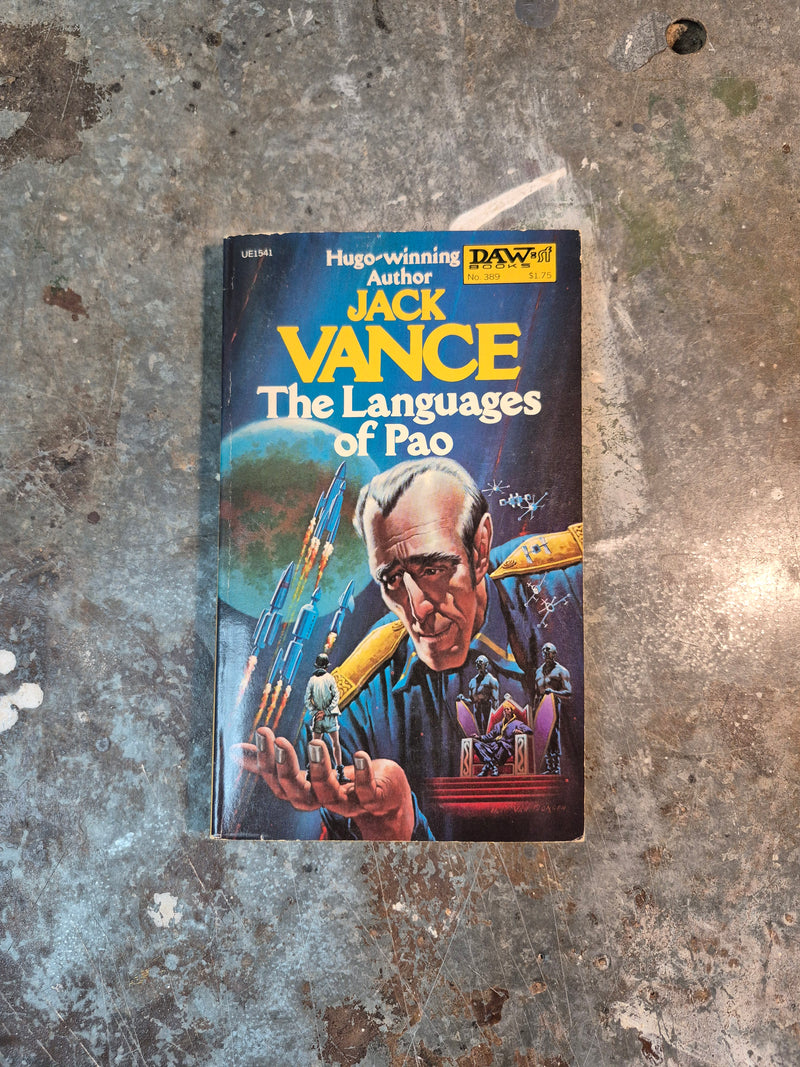 UE1541
Hugo-winning
Author
JACK
VANCE
The Languages
of Pao
DAW=sf
BOOKS
No. 389 $1.75